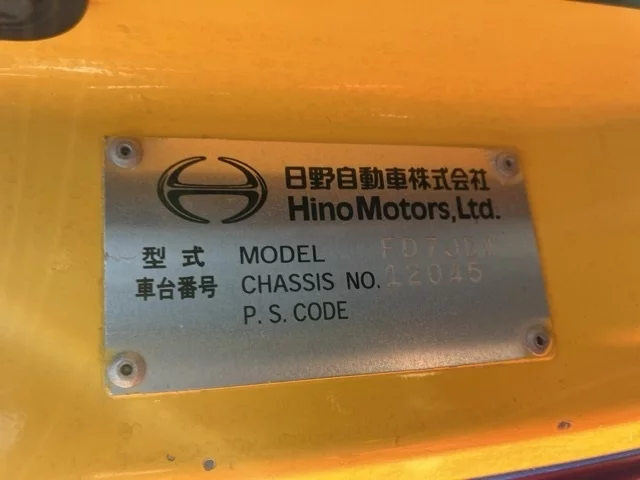 日野自動車株式会社
Hino Motors, Ltd.
型式 MODEL
車台番号 CHASSIS NO. 12045
P. S. CODE